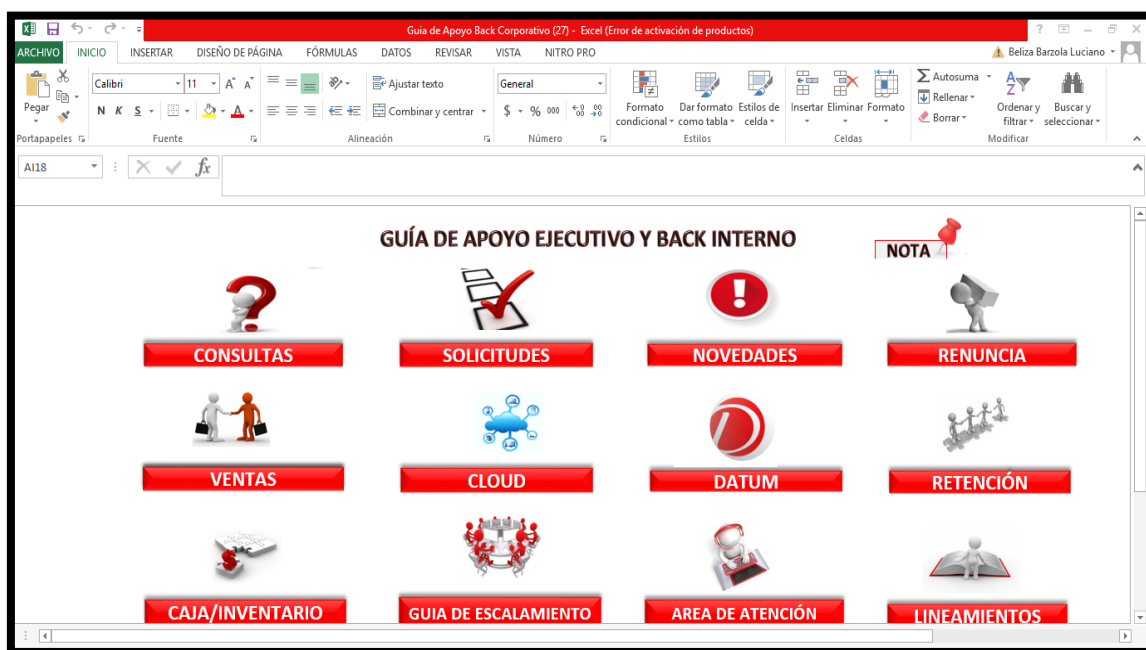 Guia de Apoyo Back Corporativo (27) - Excel (Error de activación de productos)
ARCHIVO INICIO INSERTAR DISEÑO DE PÁGINA FÓRMULAS DATOS REVISAR VISTA NITRO PRO Beliza Barzola Luciano
Calibri 11 Ajustar texto General Autosuma
Pegar Rellenar
N K S Combinar y centrar $ % 000 Formato Dar formato Estilos de Insertar Eliminar Formato Ordenar y Buscar y
condicional como tabla celda Borrar filtrar seleccionar
Portapapeles Fuente Alineación Número Estilos Celdas Modificar
AI18 fx
GUÍA DE APOYO EJECUTIVO Y BACK INTERNO
NOTA
CONSULTAS SOLICITUDES NOVEDADES RENUNCIA
VENTAS CLOUD DATUM RETENCIÓN
CAJA/INVENTARIO GUIA DE ESCALAMIENTO AREA DE ATENCIÓN LINEAMIENTOS